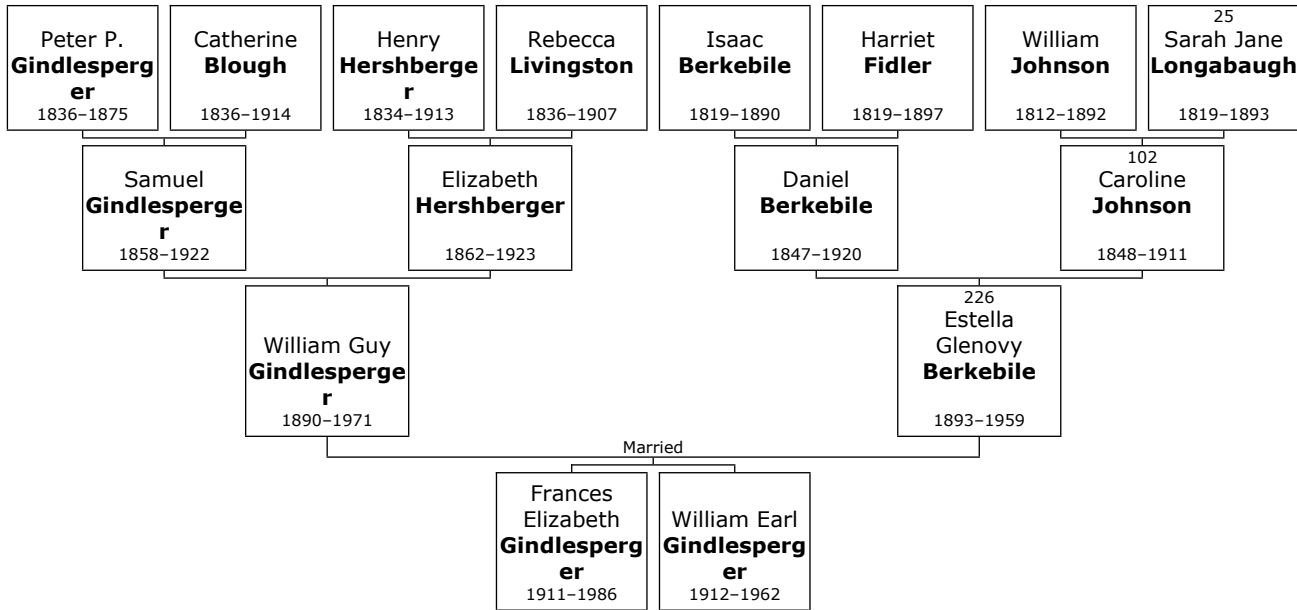 Peter P.
Gindlesperg
er
1836–1875
Catherine
Blough
1836–1914
Henry
Hershberge
r
1834–1913
Rebecca
Livingston
1836–1907
Isaac
Berkebile
1819–1890
Harriet
Fidler
1819–1897
William
Johnson
1812–1892
25
Sarah Jane
Longabaugh
1819–1893
Samuel
Gindlesperge
r
1858–1922
Elizabeth
Hershberger
1862–1923
Daniel
Berkebile
1847–1920
102
Caroline
Johnson
1848–1911
William Guy
Gindlesperge
r
1890–1971
226
Estella
Glenovy
Berkebile
1893–1959
Married
Frances
Elizabeth
Gindlesperg
er
1911–1986
William Earl
Gindlesperg
er
1912–1962